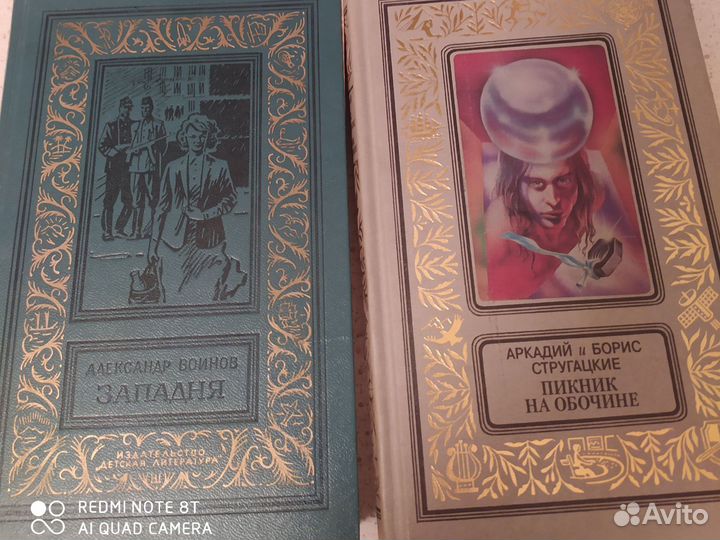 АЛЕКСАНДР ВОИНОВ
ЗАПАДНЯ
ИЗДАТЕЛЬСТВО
ДЕТСКАЯ ЛИТЕРАТУРА
АРКАДИЙ и БОРИС
СТРУГАЦКИЕ
ПИКНИК
НА ОБОЧИНЕ
REDMI NOTE 8T
AI QUAD CAMERA
Avito